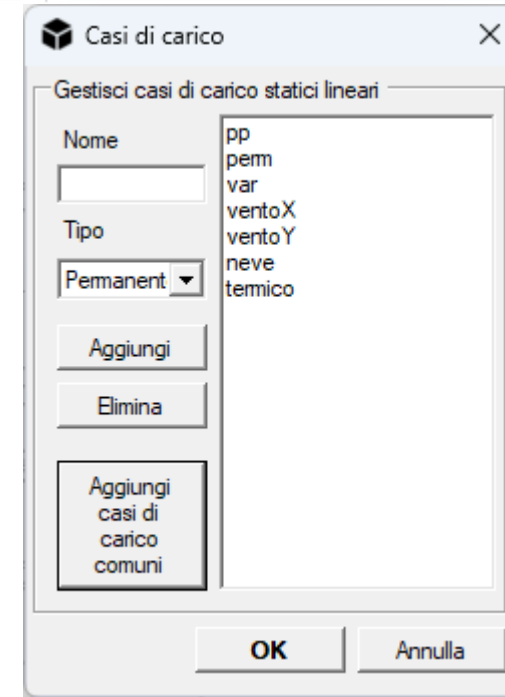 Casi di carico
Gestisci casi di carico statici lineari
Nome
Tipo
Permanent
Aggiungi
Elimina
Aggiungi
casi di
carico
comuni
pp
perm
var
ventoX
ventoY
neve
termico
OK
Annulla